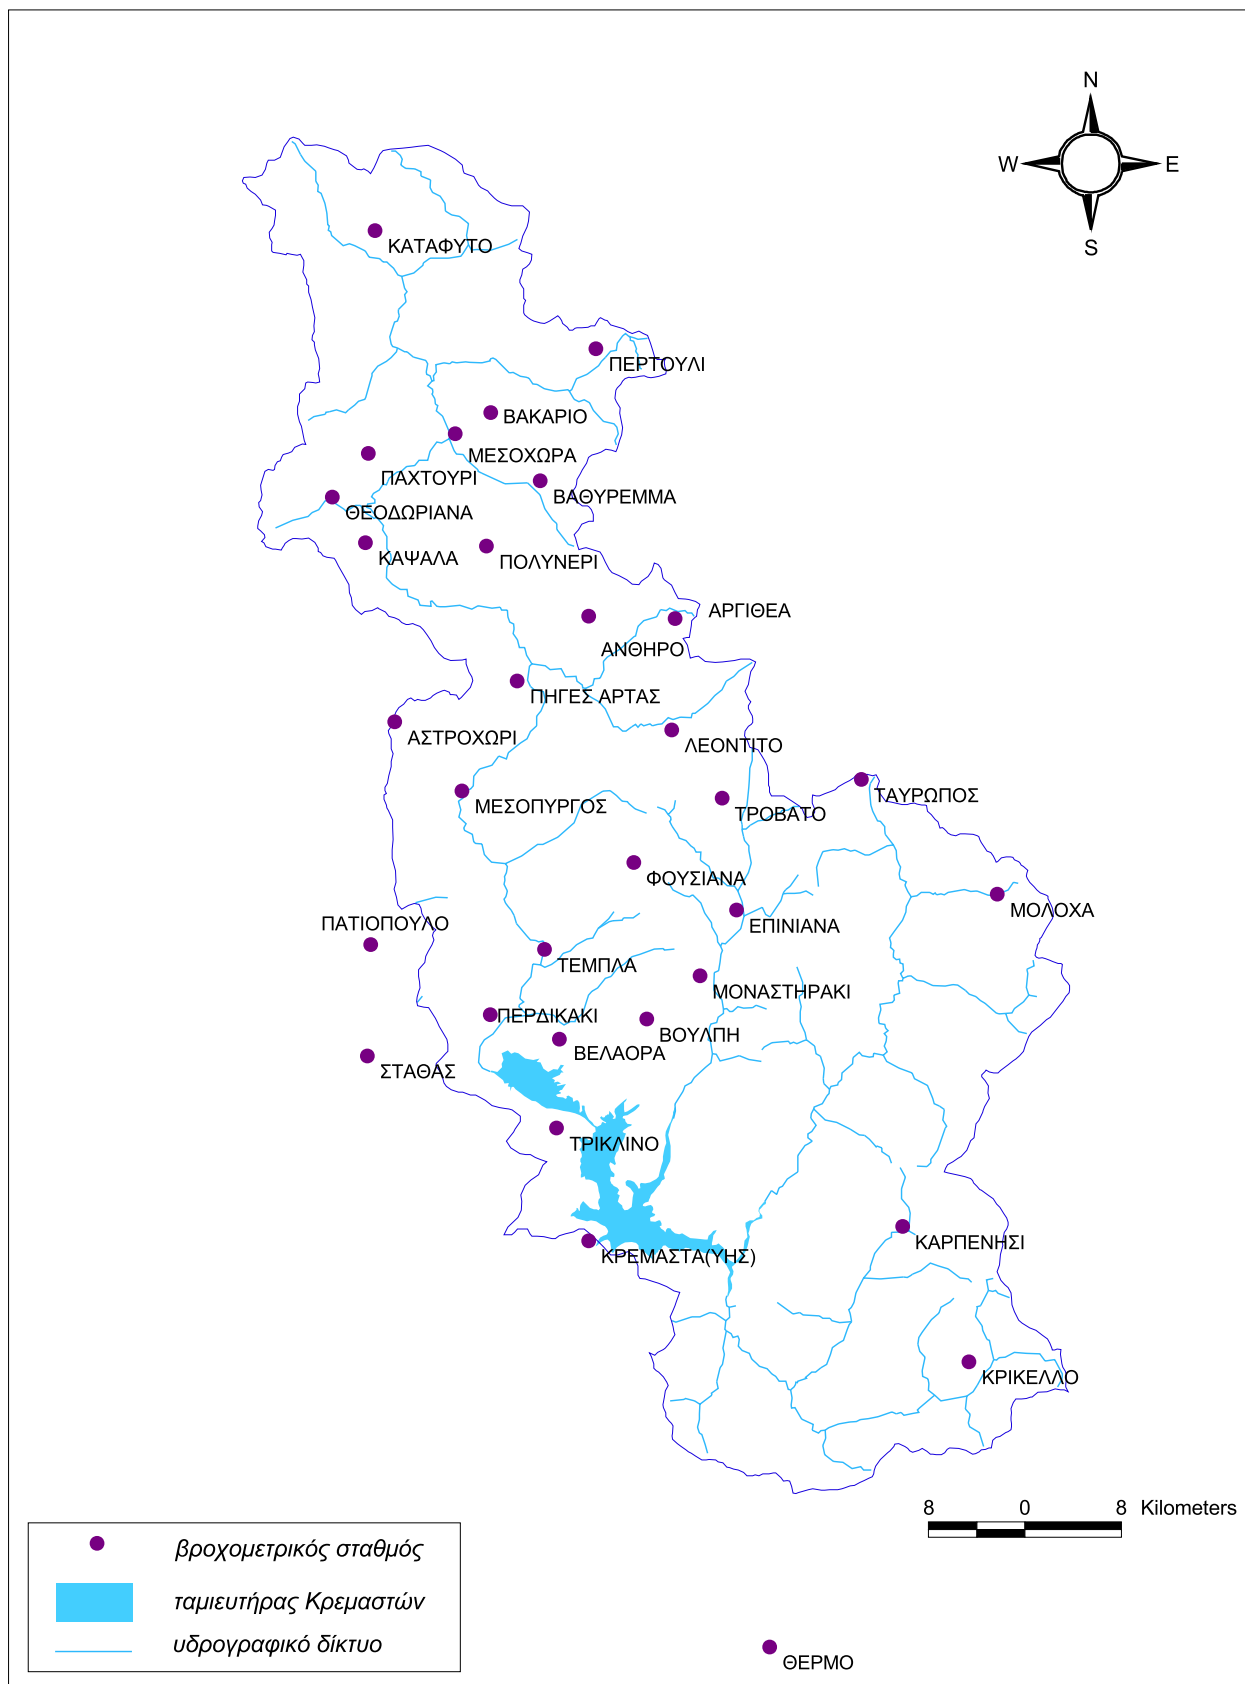 N
W
E
S
ΚΑΤΑΦΥΤΟ
ΠΕΡΤΟΥΛΙ
ΒΑΚΑΡΙΟ
ΜΕΣΟΧΩΡΑ
ΠΑΧΤΟΥΡΙ
ΒΑΘΥΡΕΜΜΑ
ΘΕΟΔΩΡΙΑΝΑ
ΚΑΨΑΛΑ
ΠΟΛΥΝΕΡΙ
ΑΡΓΙΘΕΑ
ΑΝΘΗΡΟ
ΠΗΓΕΣ ΑΡΤΑΣ
ΑΣΤΡΟΧΩΡΙ
ΛΕΟΝΤΙΤΟ
ΤΑΥΡΩΠΟΣ
ΜΕΣΟΠΥΡΓΟΣ
ΤΡΟΒΑΤΟ
ΦΟΥΣΙΑΝΑ
ΜΟΛΟΧΑ
ΠΑΤΙΟΠΟΥΛΟ
ΕΠΙΝΙΑΝΑ
ΤΕΜΠΛΑ
ΜΟΝΑΣΤΗΡΑΚΙ
ΠΕΡΔΙΚΑΚΙ
ΒΟΥΛΠΗ
ΒΕΛΑΟΡΑ
ΣΤΑΘΑΣ
ΤΡΙΚΛΙΝΟ
ΚΑΡΠΕΝΗΣΙ
ΚΡΕΜΑΣΤΑ(ΥΗΣ)
ΚΡΙΚΕΛΛΟ
8 0 8 Kilometers
βροχομετρικός σταθμός
ταμιευτήρας Κρεμαστών
υδρογραφικό δίκτυο
ΘΕΡΜΟ